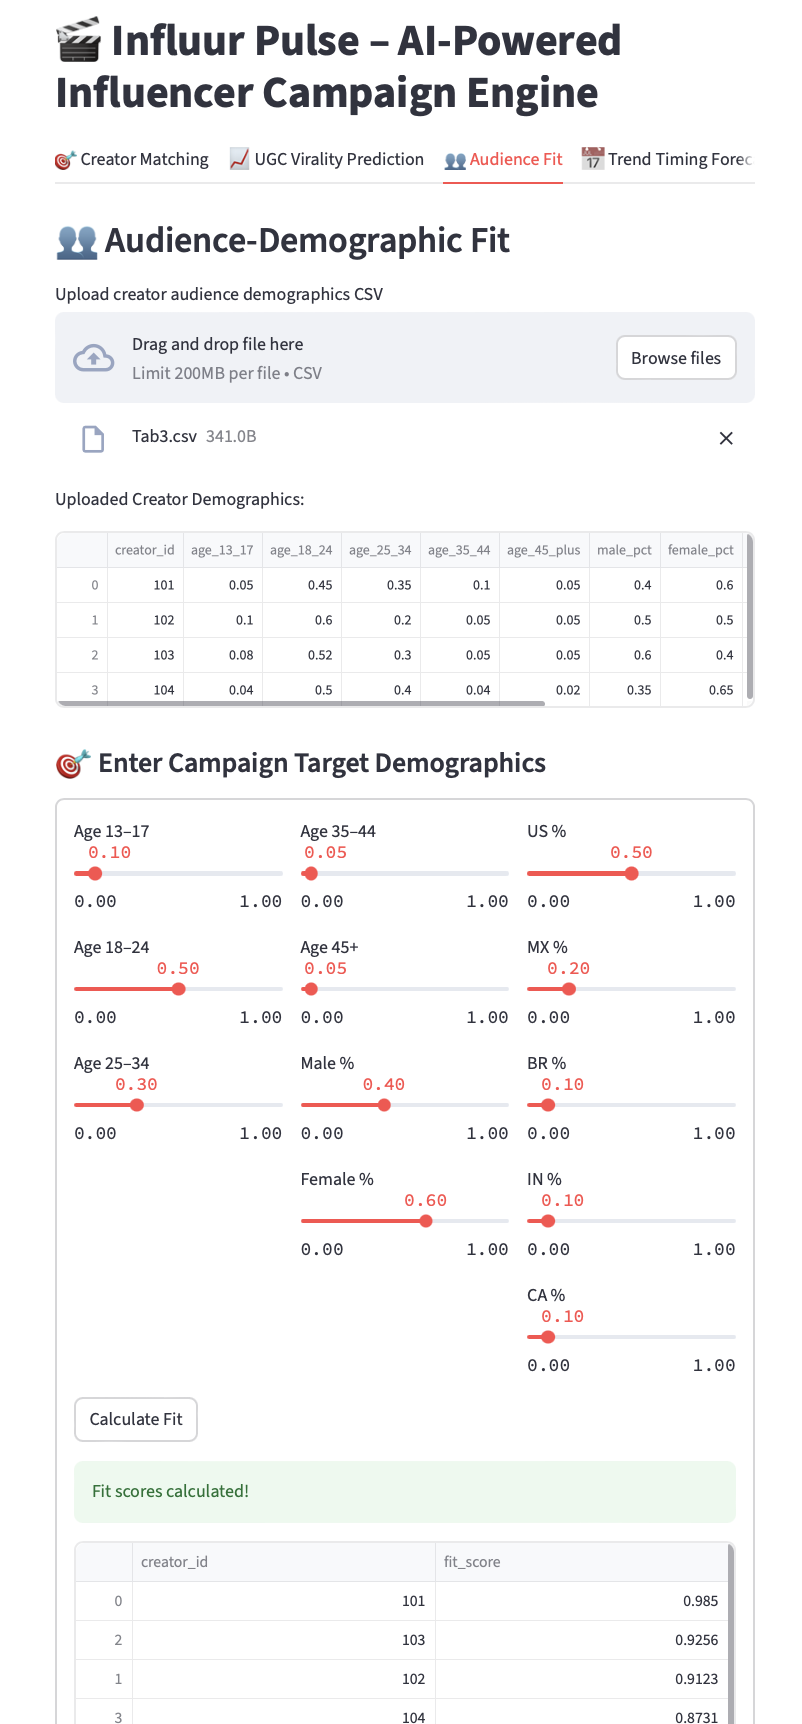 🎬 Influur Pulse – AI-Powered
Influencer Campaign Engine
🎯 Creator Matching 📈 UGC Virality Prediction 👥 Audience Fit 📅 Trend Timing Forec
17
👥 Audience-Demographic Fit
Upload creator audience demographics CSV
Drag and drop file here
Limit 200MB per file • CSV
Browse files
Tab3.csv 341.0B
Uploaded Creator Demographics:
creator_id age_13_17 age_18_24 age_25_34 age_35_44 age_45_plus male_pct female_pct
0 101 0.05 0.45 0.35 0.1 0.05 0.4 0.6
1 102 0.1 0.6 0.2 0.05 0.05 0.5 0.5
2 103 0.08 0.52 0.3 0.05 0.05 0.6 0.4
3 104 0.04 0.5 0.4 0.04 0.02 0.35 0.65
🎯 Enter Campaign Target Demographics
Age 13–17 Age 35–44 US %
0.10 0.05 0.50
0.00 1.00 0.00 1.00 0.00 1.00
Age 18–24 Age 45+ MX %
0.50 0.05 0.20
0.00 1.00 0.00 1.00 0.00 1.00
Age 25–34 Male % BR %
0.30 0.40 0.10
0.00 1.00 0.00 1.00 0.00 1.00
Female % IN %
0.60 0.10
0.00 1.00 0.00 1.00
CA %
0.10
0.00 1.00
Calculate Fit
Fit scores calculated!
creator_id fit_score
0 101 0.985
2 103 0.9256
1 102 0.9123
3 104 0.8731